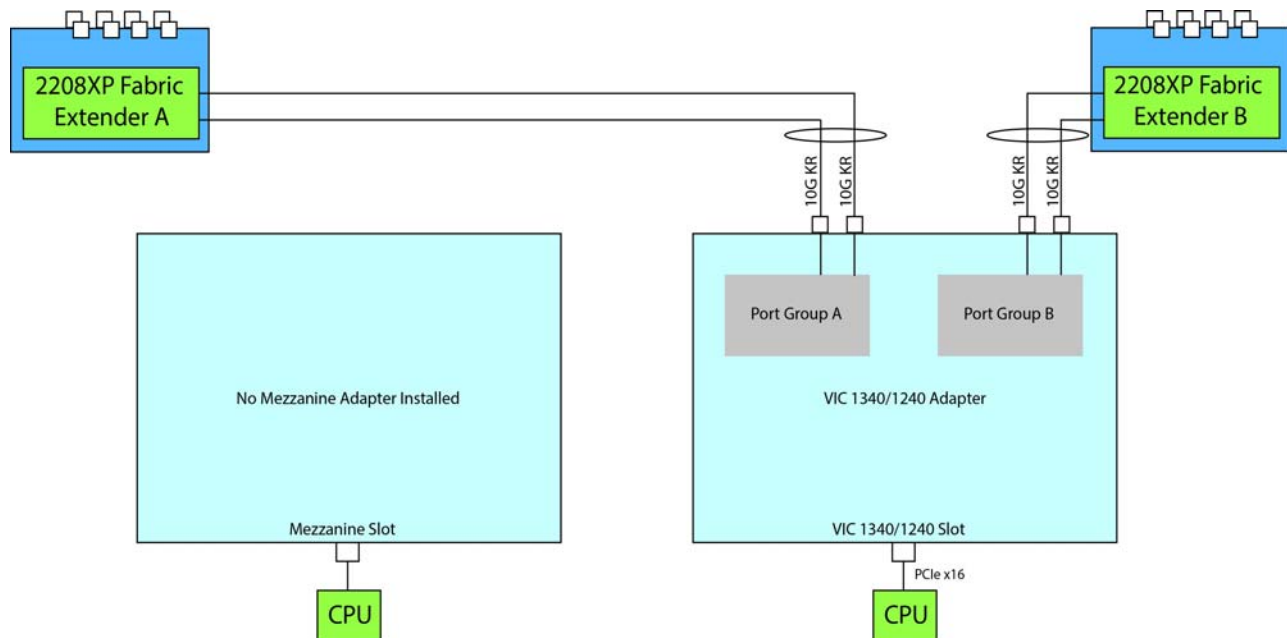 2208XP Fabric
Extender A
2208XP Fabric
Extender B
10G KR
10G KR
10G KR
10G KR
Port Group A
Port Group B
No Mezzanine Adapter Installed
VIC 1340/1240 Adapter
Mezzanine Slot
VIC 1340/1240 Slot
PCIe x16
CPU
CPU